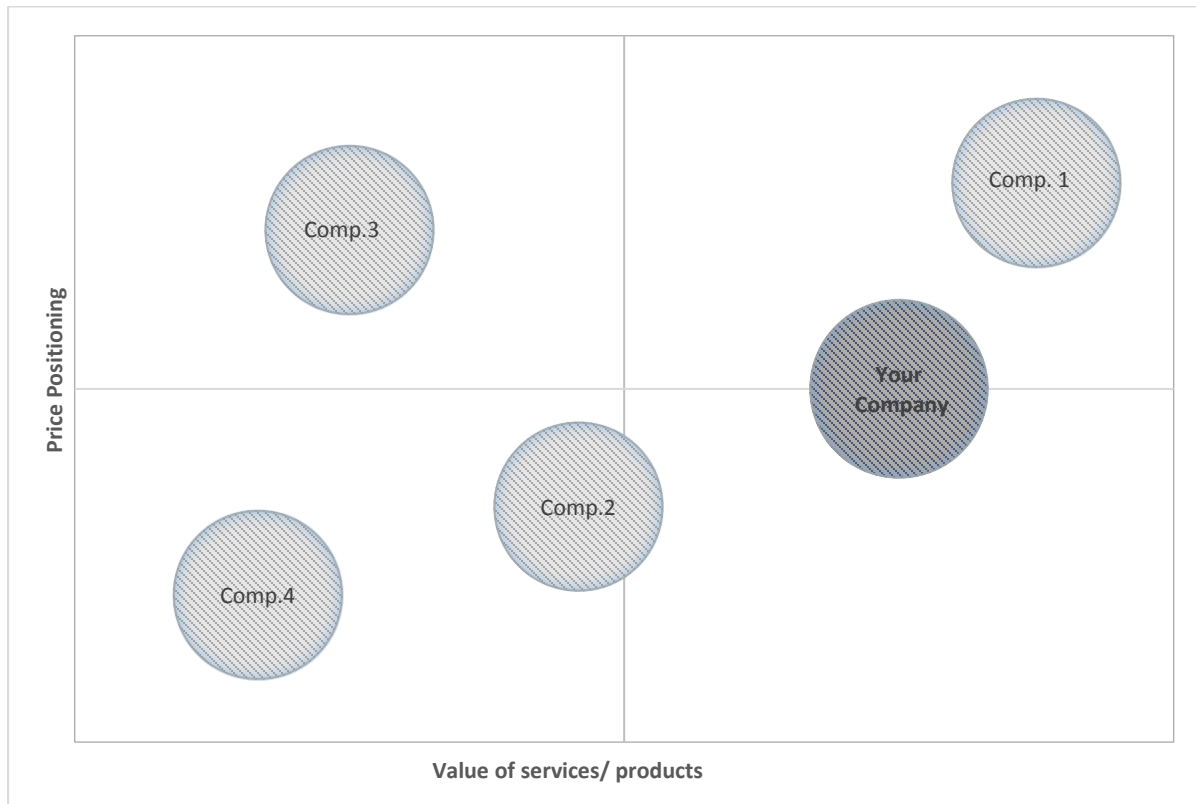 Comp. 1
Comp.3
Your
Company
Price Positioning
Comp.2
Comp.4
Value of services/ products